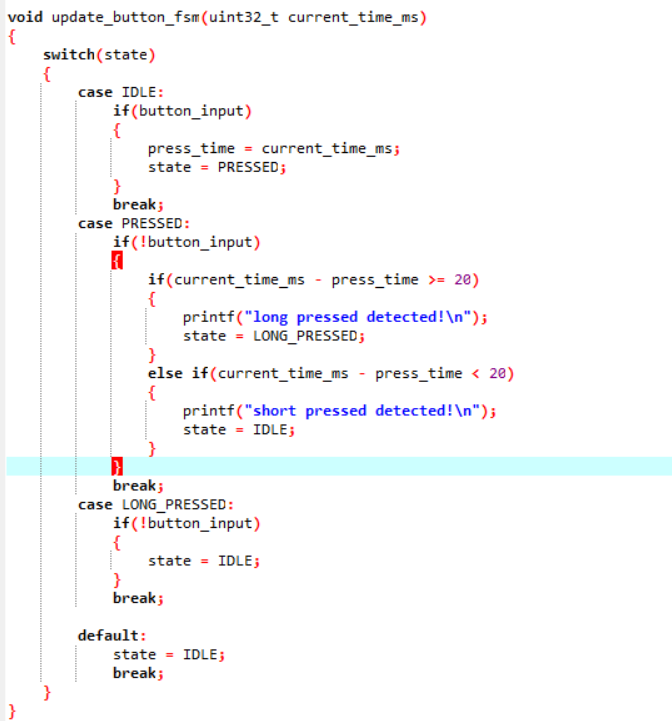 void update_button_fsm(uint32_t current_time_ms)
{
    switch(state)
    {
        case IDLE:
            if(button_input)
            {
                press_time = current_time_ms;
                state = PRESSED;
            }
            break;
        case PRESSED:
            if(!button_input)
            {
                if(current_time_ms - press_time >= 20)
                {
                    printf("long pressed detected!\n");
                    state = LONG_PRESSED;
                }
                else if(current_time_ms - press_time < 20)
                {
                    printf("short pressed detected!\n");
                    state = IDLE;
                }
            }
            break;
        case LONG_PRESSED:
            if(!button_input)
            {
                state = IDLE;
            }
            break;

        default:
            state = IDLE;
            break;
    }
}